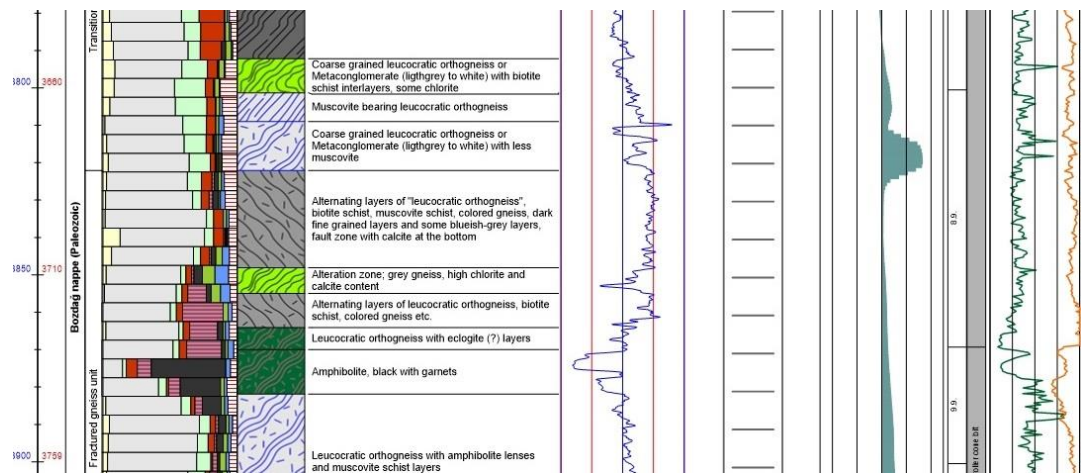 Transition
Bozdağ nappe (Paleozoic)
Fractured gneiss unit
3660
3850
3710
3900
3759
Coarse grained leucocratic orthogneiss or
Metaconglomerate (ligthgrey to white) with biotite
schist interlayers, some chlorite
Muscovite bearing leucocratic orthogneiss
Coarse grained leucocratic orthogneiss or
Metaconglomerate (ligthgrey to white) with less
muscovite
Alternating layers of "leucocratic orthogneiss",
biotite schist, muscovite schist, colored gneiss, dark
fine grained layers and some blueish-grey layers,
fault zone with calcite at the bottom
Alteration zone; grey gneiss, high chlorite and
calcite content
Alternating layers of leucocratic orthogneiss, biotite
schist, colored gneiss etc.
Leucocratic orthogneiss with eclogite (?) layers
Amphibolite, black with garnets
Leucocratic orthogneiss with amphibolite lenses
and muscovite schist layers
8.9.
9.9.